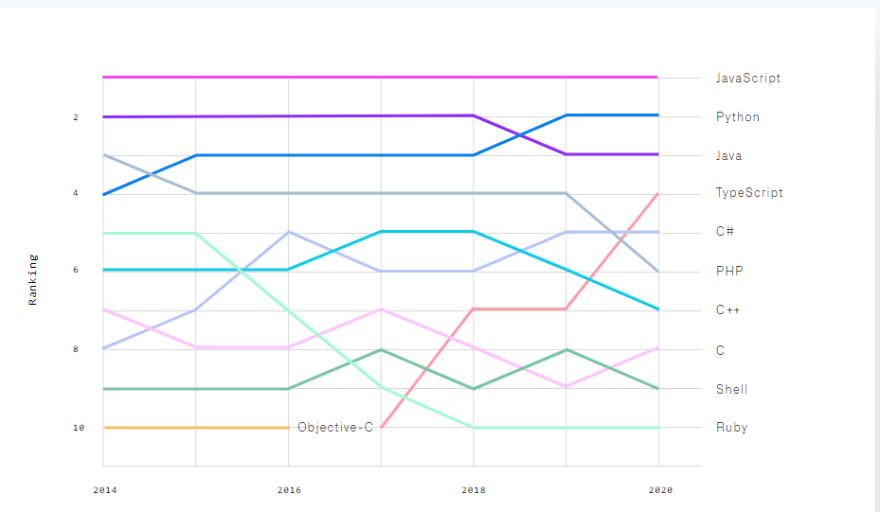 JavaScript
2
Python
Java
4
TypeScript
C#
Ranking
6
PHP
C++
8
C
Shell
10
Objective-C
Ruby
2014
2016
2018
2020